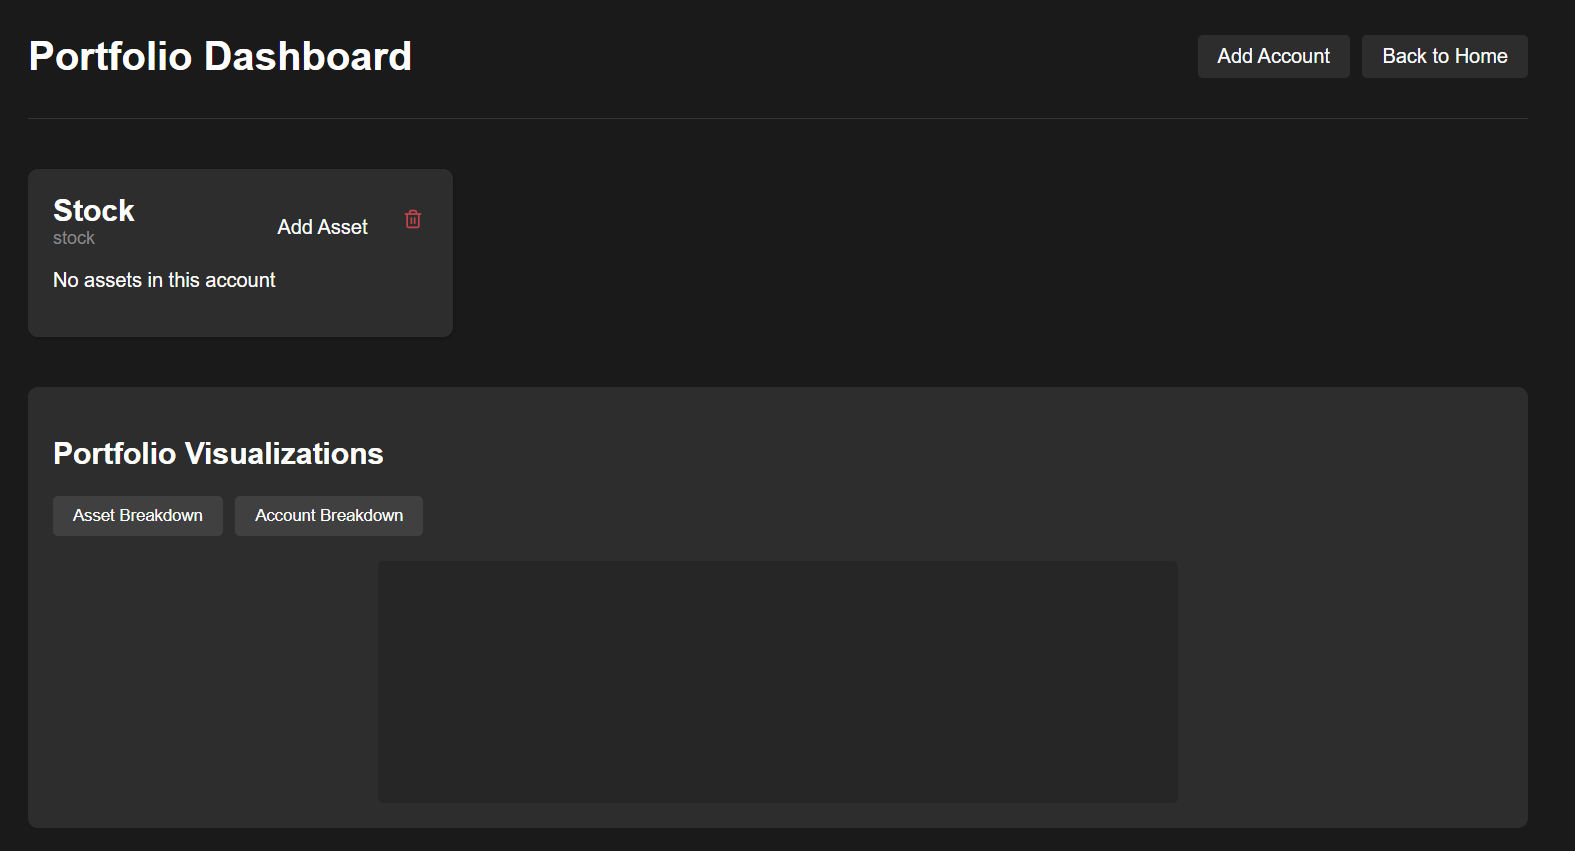 Portfolio Dashboard
Add Account
Back to Home
Stock
stock
Add Asset
No assets in this account
Portfolio Visualizations
Asset Breakdown
Account Breakdown